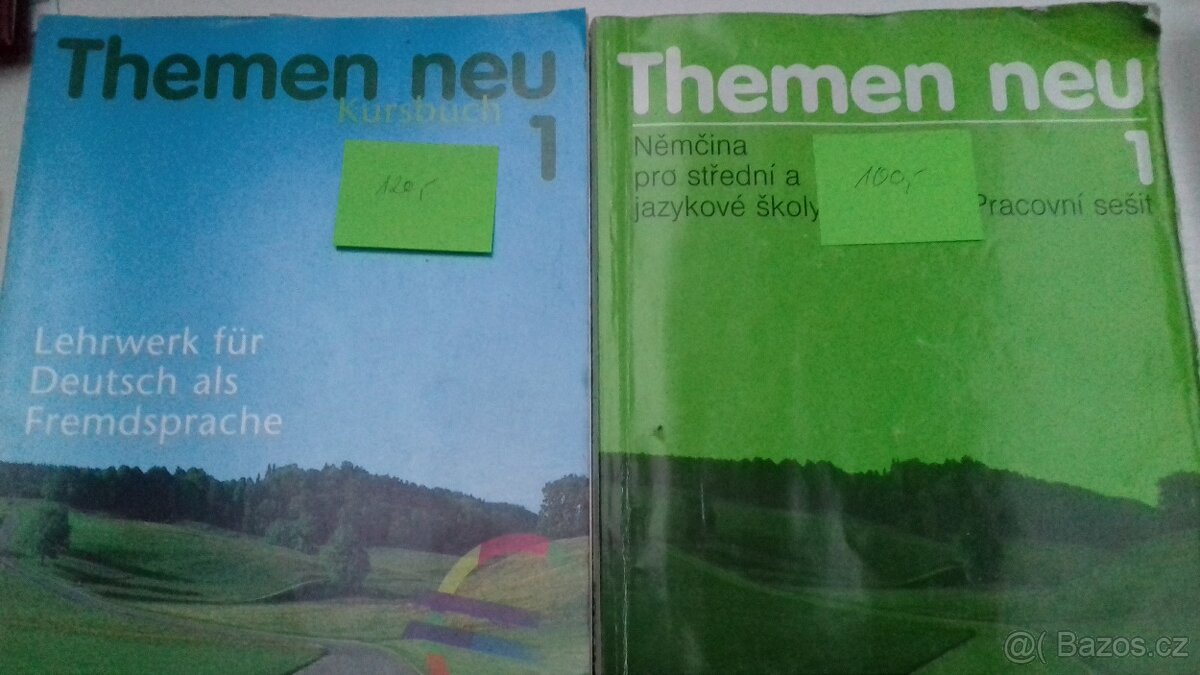 Themen neu
Kursbuch
1
120,-
Lehrwerk für
Deutsch als
Fremdsprache
Themen neu
1
Němčina
pro střední a
jazykové školy
Pracovní sešit
100,-
@( Bazos.cz